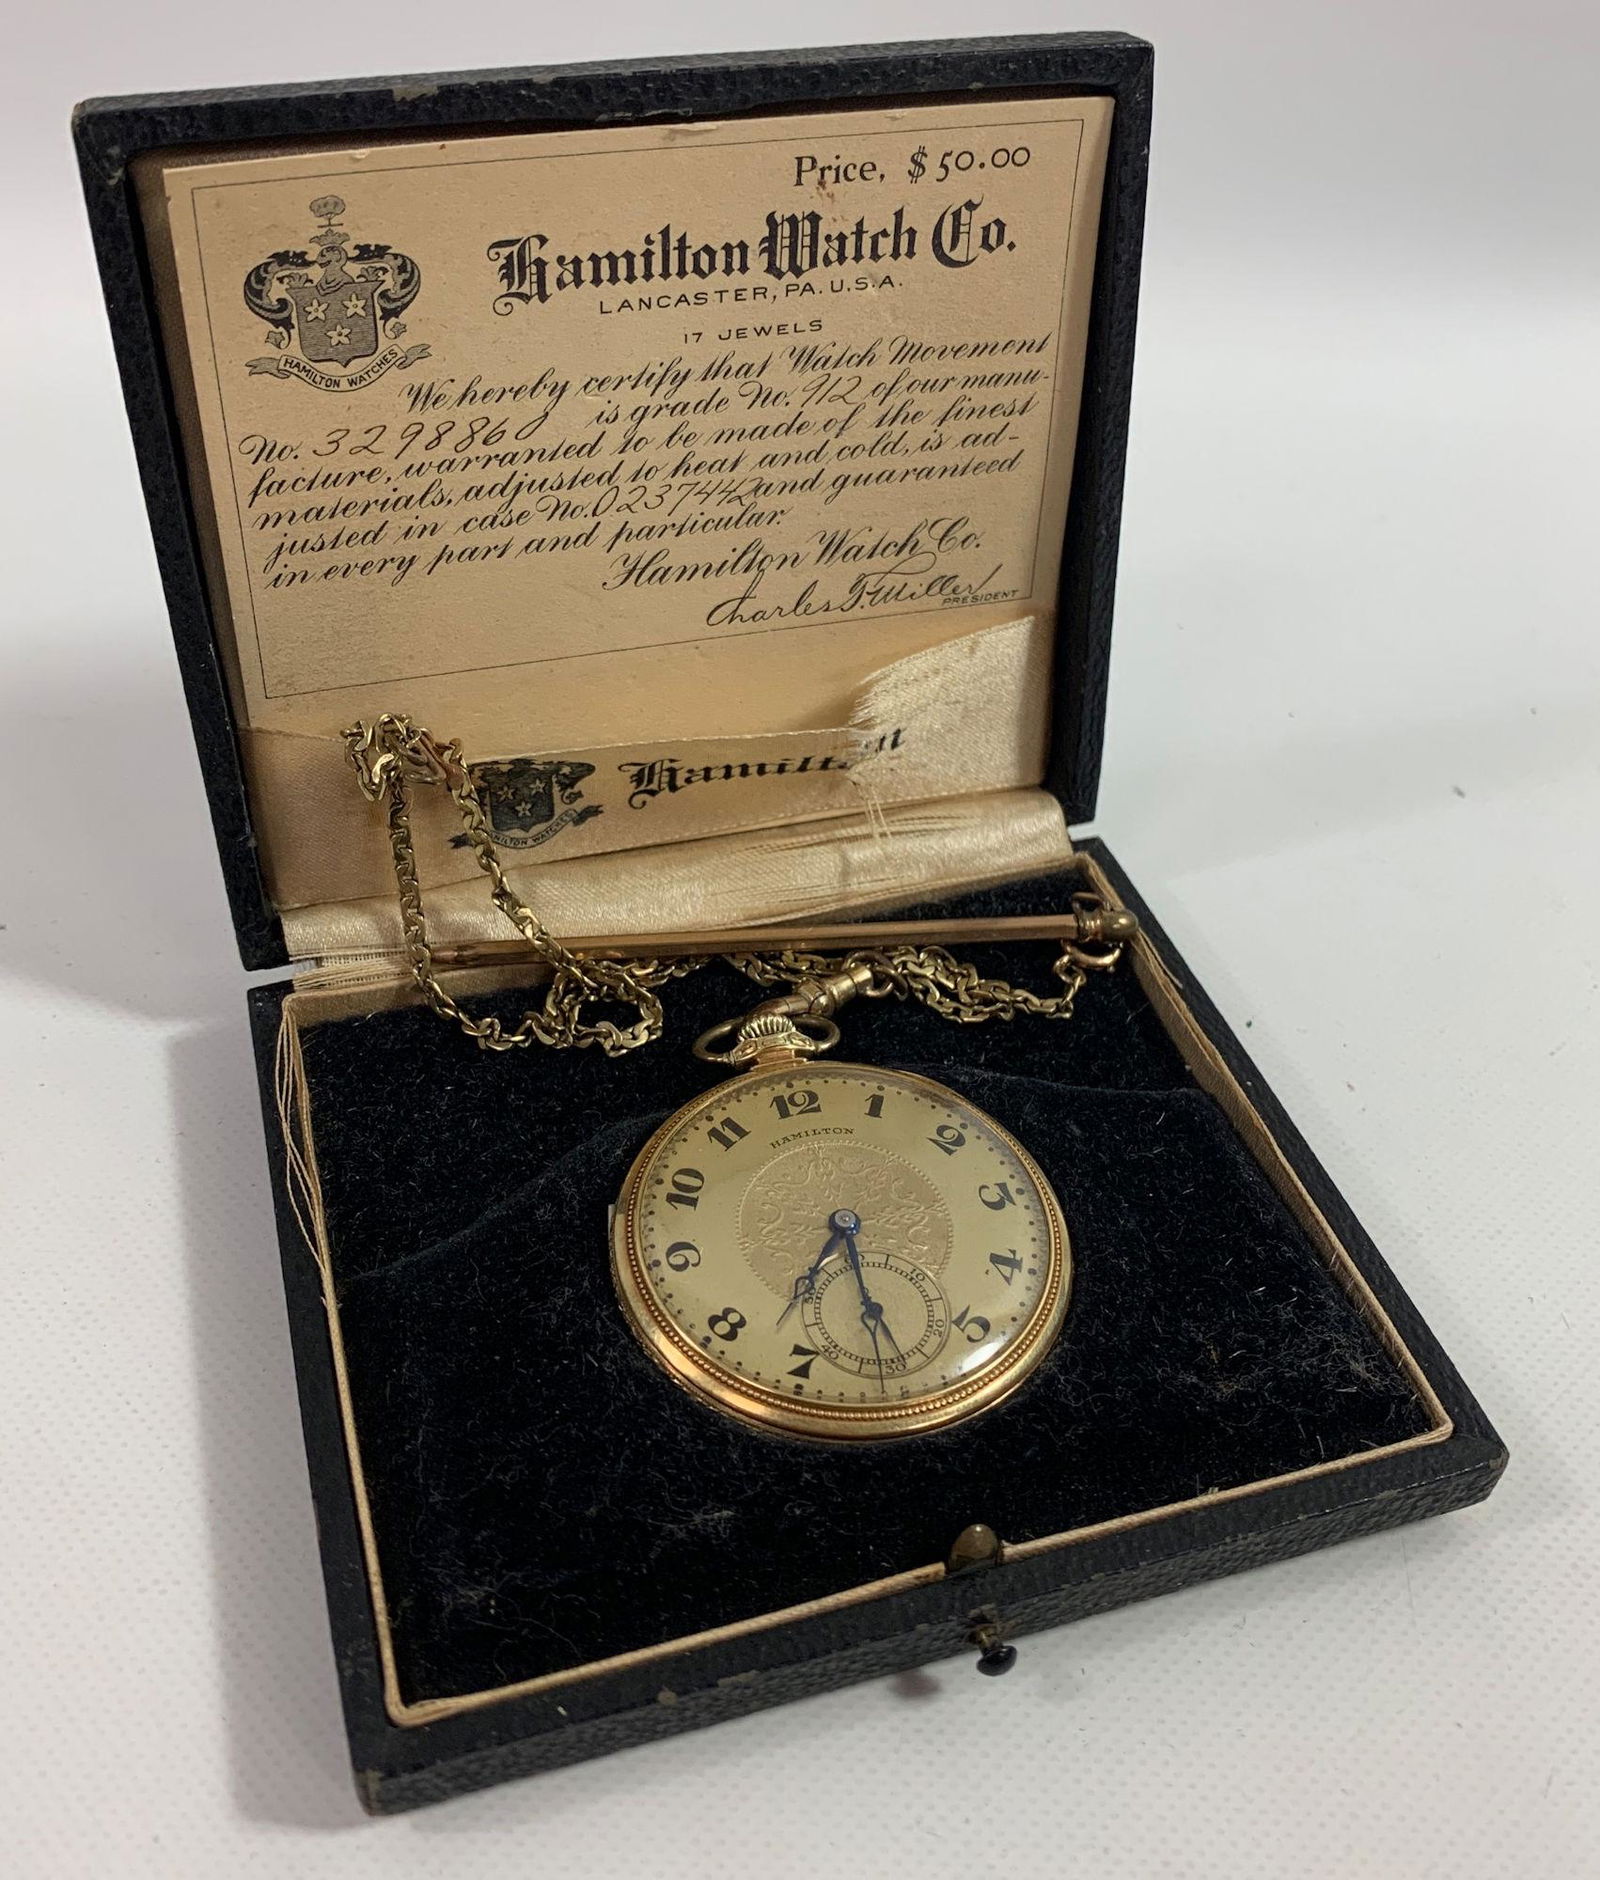 Price, $50.00
Hamilton Watch Co.
LANCASTER, PA. U.S.A.
17 JEWELS
HAMILTON WATCHES
We hereby certify that Watch Movement
No. 3298860 is grade No. 912 of our manu-
facture, warranted to be made of the finest
materials, adjusted to heat and cold, is ad-
justed in case No. 0237442 and guaranteed
in every part and particular.
Hamilton Watch Co.
Charles F. Miller
PRESIDENT
Hamilton
HAMILTON WATCHES
HAMILTON
12
1
2
3
4
5
7
8
9
10
11
10
20
30
40
50